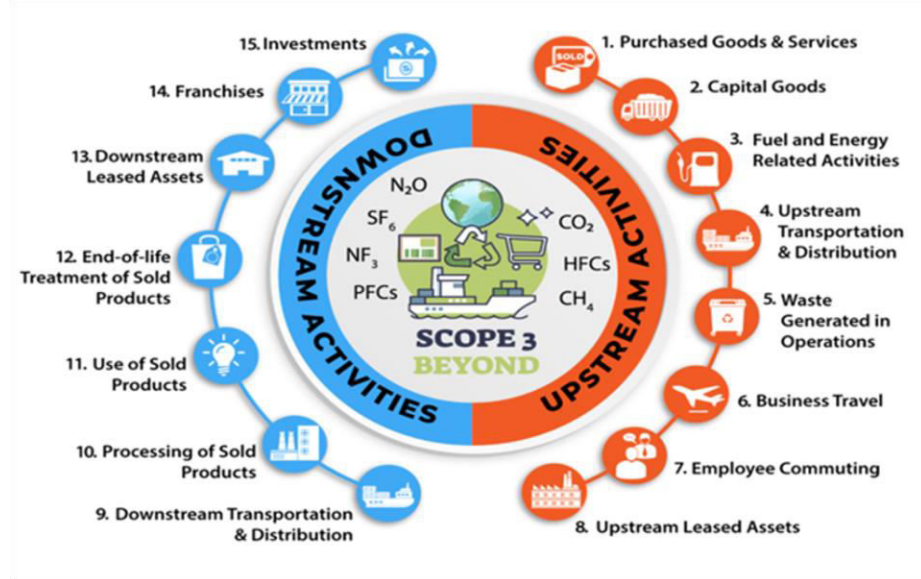 15. Investments
14. Franchises
13. Downstream
Leased Assets
12. End-of-life
Treatment of Sold
Products
11. Use of Sold
Products
10. Processing of Sold
Products
9. Downstream Transportation
& Distribution
DOWNSTREAM ACTIVITIES
UPSTREAM ACTIVITIES
N₂O
SF₆
NF₃
PFCs
CO₂
HFCs
CH₄
SCOPE 3
BEYOND
SOLD
1. Purchased Goods & Services
2. Capital Goods
3. Fuel and Energy
Related Activities
4. Upstream
Transportation
& Distribution
5. Waste
Generated in
Operations
6. Business Travel
7. Employee Commuting
8. Upstream Leased Assets